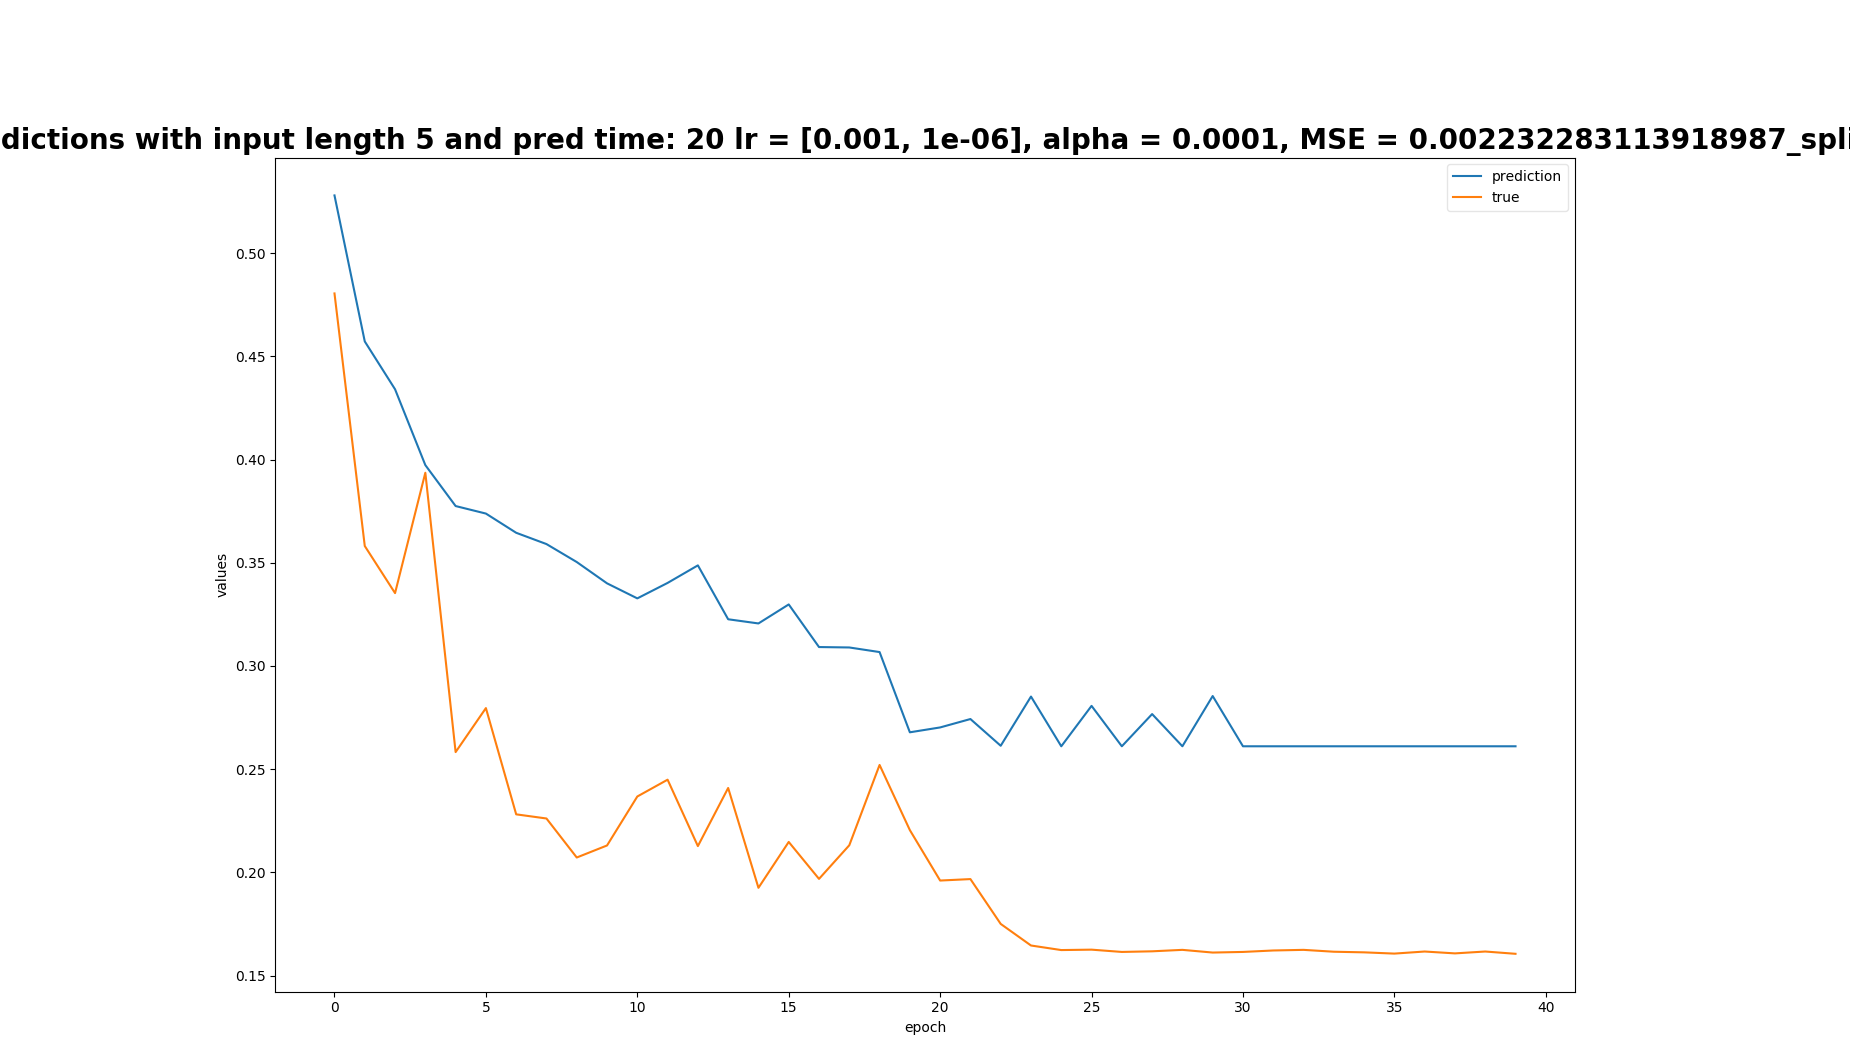 dictions with input length 5 and pred time: 20 lr = [0.001, 1e-06], alpha = 0.0001, MSE = 0.002232283113918987_spli
prediction
true
0.50
0.45
0.40
0.35
0.30
0.25
0.20
0.15
values
0 5 10 15 20 25 30 35 40
epoch